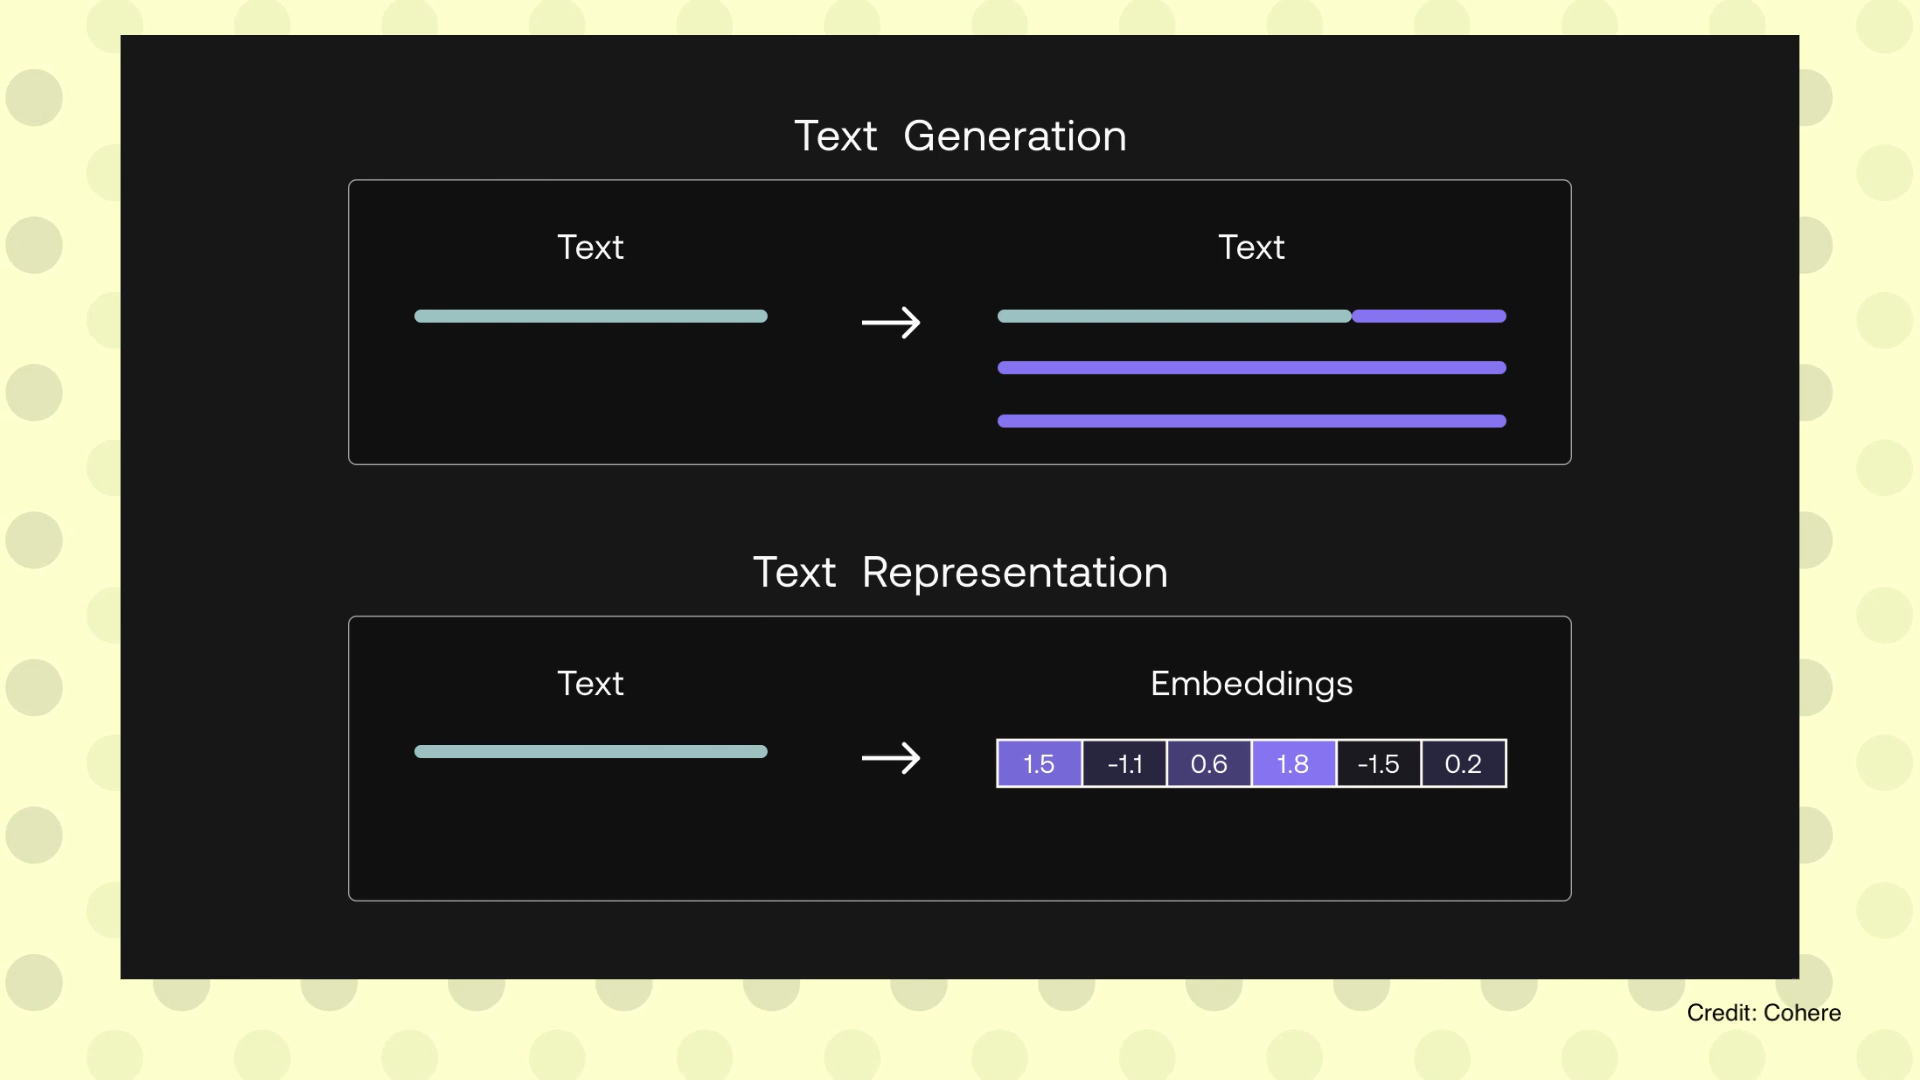 Text Generation
Text
Text
Text Representation
Text
Embeddings
1.5 -1.1 0.6 1.8 -1.5 0.2
Credit: Cohere